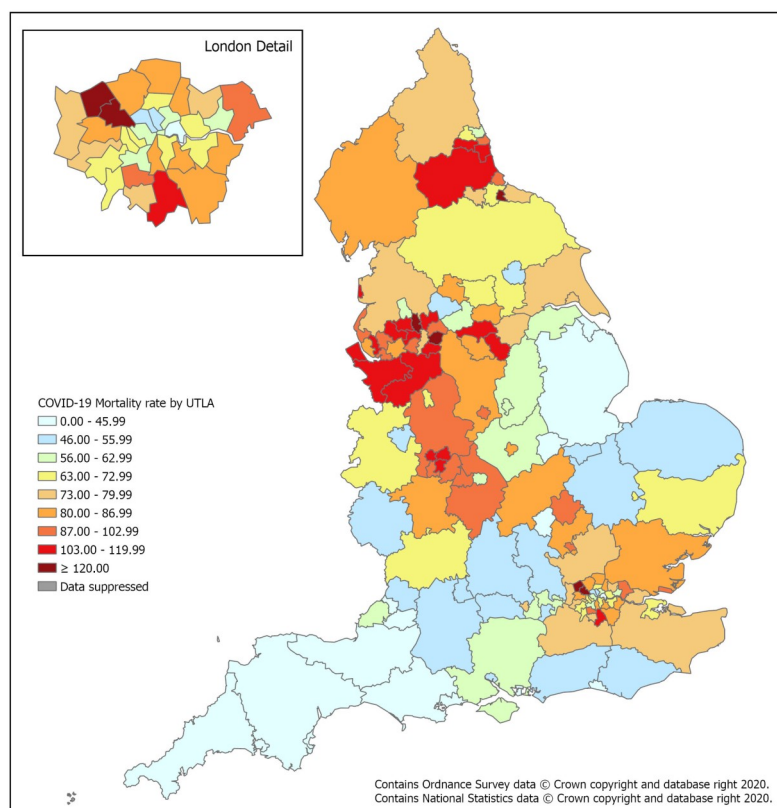 London Detail
COVID-19 Mortality rate by UTLA
0.00 - 45.99
46.00 - 55.99
56.00 - 62.99
63.00 - 72.99
73.00 - 79.99
80.00 - 86.99
87.00 - 102.99
103.00 - 119.99
≥ 120.00
Data suppressed
Contains Ordnance Survey data © Crown copyright and database right 2020.
Contains National Statistics data © Crown copyright and database right 2020.